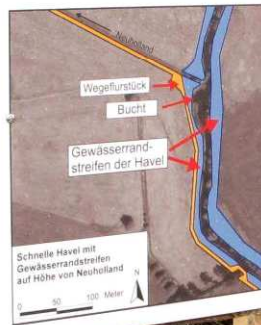 Neuholland
Wegeflurstück
Bucht
Gewässerrand-
streifen der Havel
Schnelle Havel mit
Gewässerrandstreifen
auf Höhe von Neuholland
0 50 100 Meter
N